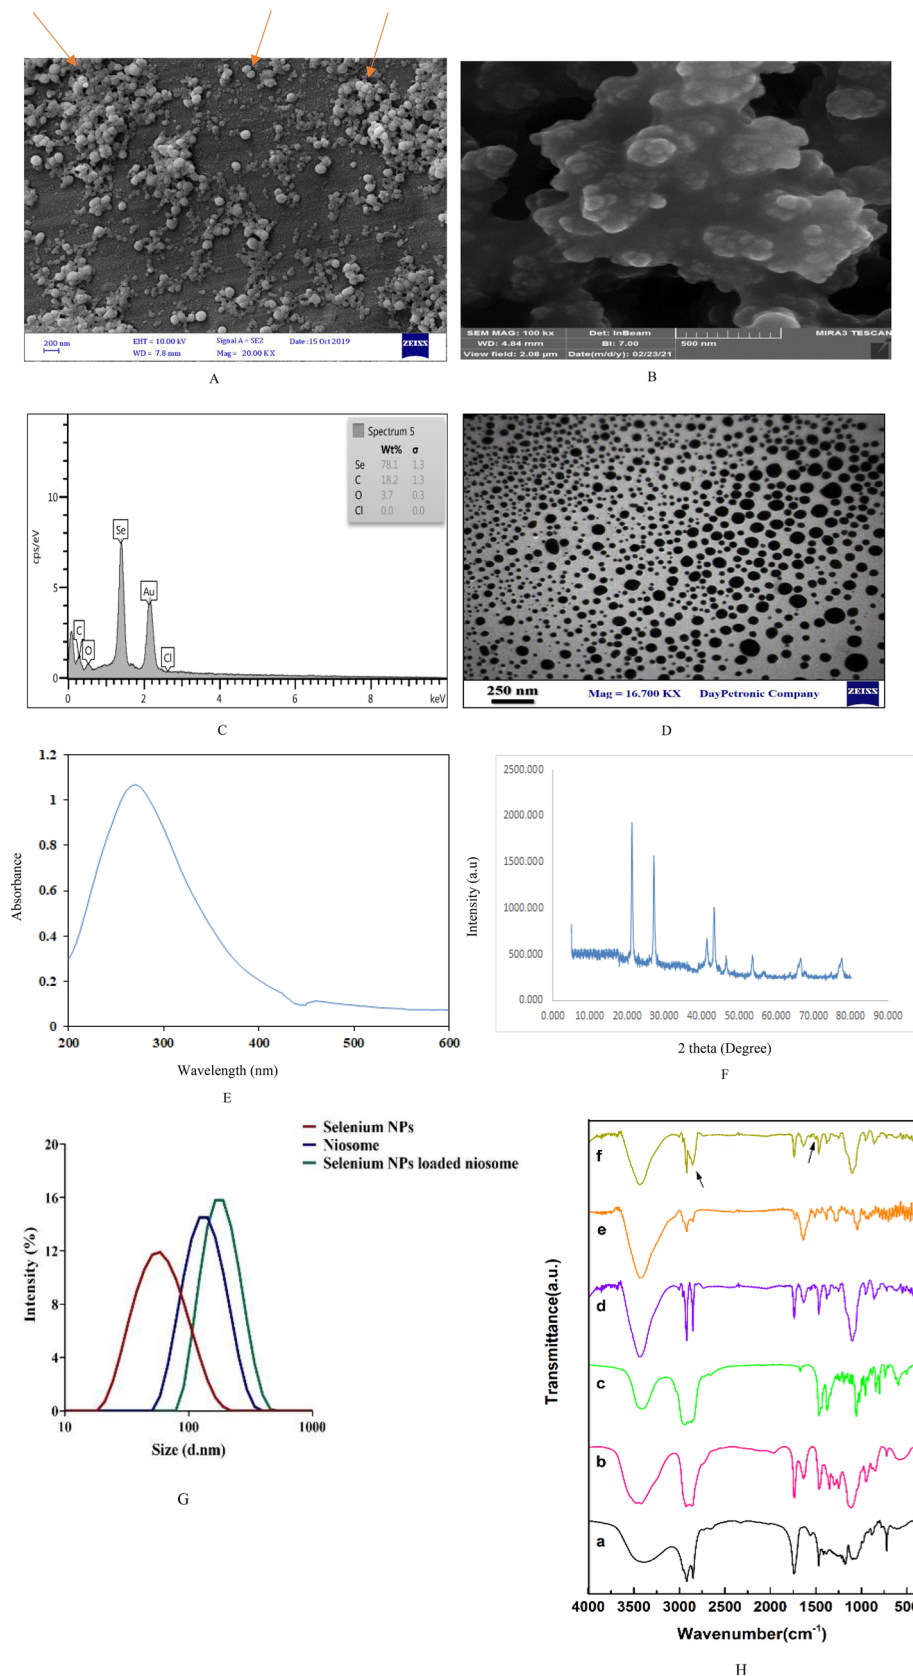 200 nm
EHT = 10.00 kV
WD = 7.8 mm
Signal A = SE2
Mag = 20.00 KX
Date :15 Oct 2019
ZEISS
A
SEM MAG: 100 kx
Det: InBeam
MIRA3 TESCAN
WD: 4.84 mm
BI: 7.00
500 nm
View field: 2.08 µm
Date(m/d/y): 02/23/21
B
Spectrum 5
Wt% σ
Se 78.1 1.3
C 18.2 1.3
O 3.7 0.3
Cl 0.0 0.0
cps/eV
10
5
0
Se
Au
C
O
Cl
0 2 4 6 8 keV
C
250 nm
Mag = 16.700 KX
DayPetronic Company
ZEISS
D
1.2
1
0.8
0.6
0.4
0.2
0
Absorbance
200 300 400 500 600
Wavelength (nm)
E
2500.000
2000.000
1500.000
1000.000
500.000
0.000
Intensity (a.u)
0.000 10.000 20.000 30.000 40.000 50.000 60.000 70.000 80.000 90.000
2 theta (Degree)
F
Selenium NPs
Niosome
Selenium NPs loaded niosome
20
16
12
8
4
0
Intensity (%)
10 100 1000
Size (d.nm)
G
f
e
d
c
b
a
Transmittance(a.u.)
4000 3500 3000 2500 2000 1500 1000
Wavenumber(cm⁻¹)
H